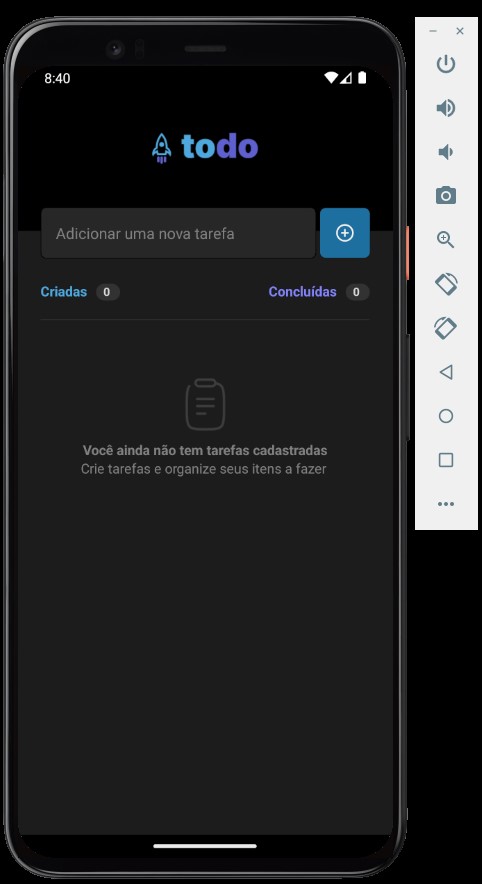 8:40
todo
Adicionar uma nova tarefa
Criadas 0 Concluídas 0
Você ainda não tem tarefas cadastradas
Crie tarefas e organize seus itens a fazer